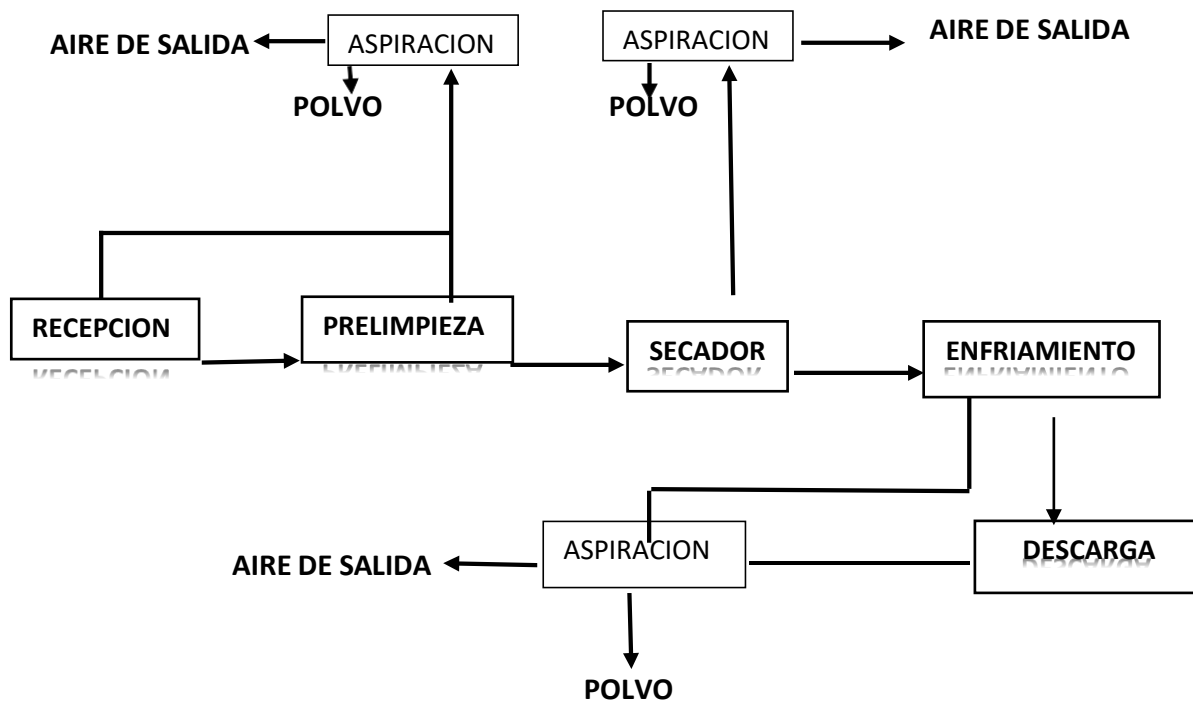 AIRE DE SALIDA
ASPIRACION
ASPIRACION
AIRE DE SALIDA
POLVO
POLVO
RECEPCION
PRELIMPIEZA
SECADOR
ENFRIAMIENTO
AIRE DE SALIDA
ASPIRACION
DESCARGA
POLVO